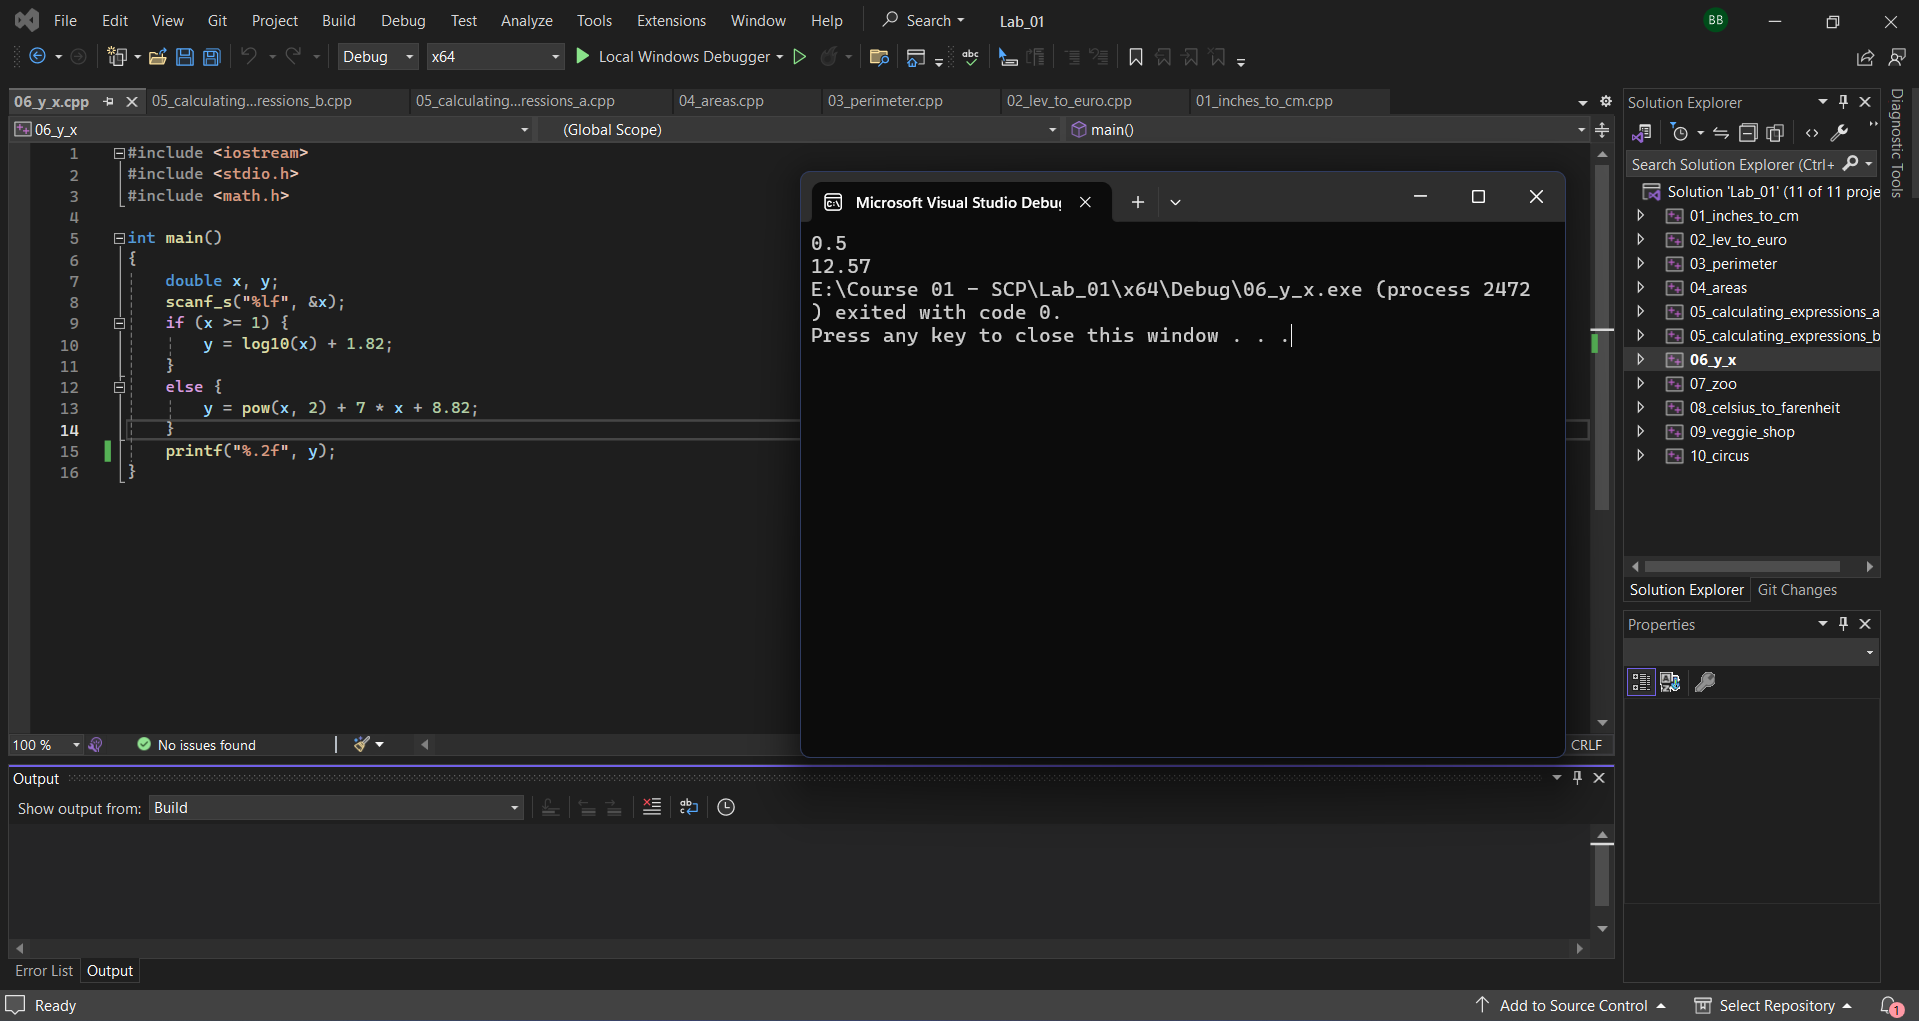 File Edit View Git Project Build Debug Test Analyze Tools Extensions Window Help Search Lab_01 BB
Debug x64 Local Windows Debugger abc
06_y_x.cpp 05_calculating...ressions_b.cpp 05_calculating...ressions_a.cpp 04_areas.cpp 03_perimeter.cpp 02_lev_to_euro.cpp 01_inches_to_cm.cpp
06_y_x (Global Scope) main()
1 #include <iostream>
2 #include <stdio.h>
3 #include <math.h>
4
5 int main()
6 {
7 double x, y;
8 scanf_s("%lf", &x);
9 if (x >= 1) {
10 y = log10(x) + 1.82;
11 }
12 else {
13 y = pow(x, 2) + 7 * x + 8.82;
14 }
15 printf("%.2f", y);
16 }
Microsoft Visual Studio Debu
0.5
12.57
E:\Course 01 - SCP\Lab_01\x64\Debug\06_y_x.exe (process 2472
) exited with code 0.
Press any key to close this window . . .
100 % No issues found CRLF
Output
Show output from: Build
Error List Output
Solution Explorer
Search Solution Explorer (Ctrl+
Solution 'Lab_01' (11 of 11 proje
01_inches_to_cm
02_lev_to_euro
03_perimeter
04_areas
05_calculating_expressions_a
05_calculating_expressions_b
06_y_x
07_zoo
08_celsius_to_farenheit
09_veggie_shop
10_circus
Solution Explorer Git Changes
Properties
Diagnostic Tools
Ready Add to Source Control Select Repository 1